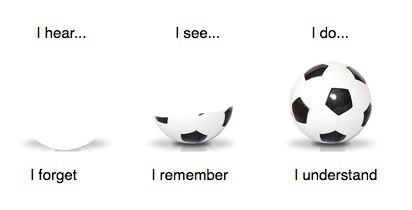 I hear...
I see...
I do...
I forget
I remember
I understand